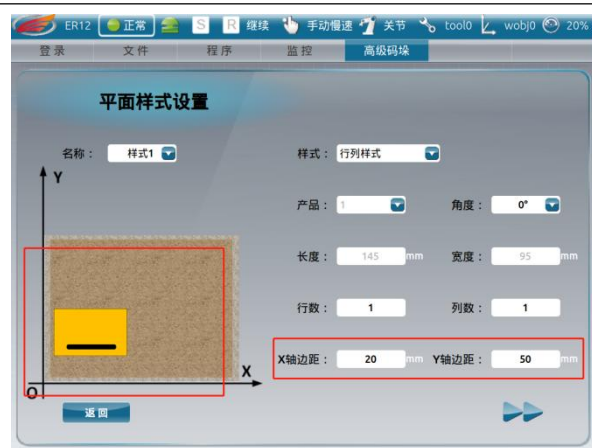 ER12 正常 S R 继续 手动慢速 关节 tool0 wobj0 20%
登录 文件 程序 监控 高级码垛
平面样式设置
名称： 样式1 样式： 行列样式
Y
产品： 1 角度： 0°
长度： 145 mm 宽度： 95 mm
行数： 1 列数： 1
X轴边距： 20 mm Y轴边距： 50 mm
X
O
返回